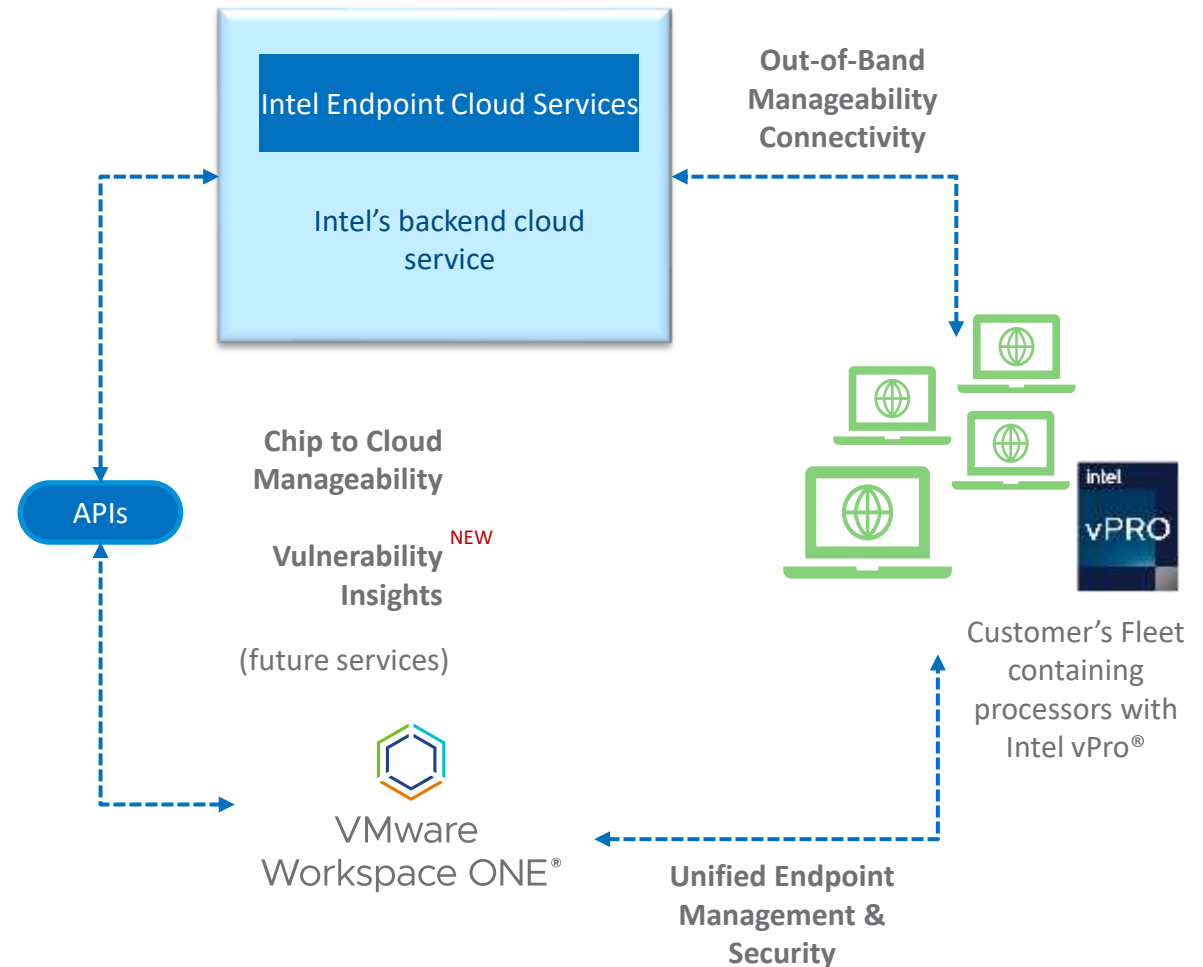 Intel Endpoint Cloud Services
Intel’s backend cloud
service
Out-of-Band
Manageability
Connectivity
Chip to Cloud
Manageability
APIs
Vulnerability NEW
Insights
(future services)
intel
vPRO
Customer’s Fleet
containing
processors with
Intel vPro®
VMware
Workspace ONE®
Unified Endpoint
Management &
Security